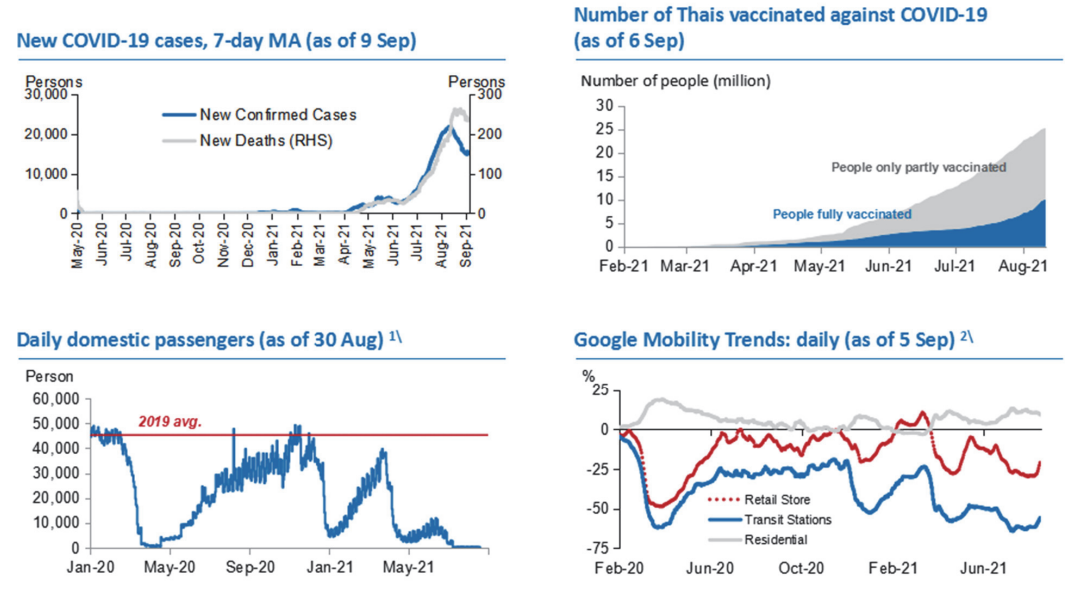 New COVID-19 cases, 7-day MA (as of 9 Sep)
Persons
Persons
30,000
20,000
10,000
0
300
200
100
0
New Confirmed Cases
New Deaths (RHS)
May-20
Jun-20
Jul-20
Aug-20
Sep-20
Oct-20
Nov-20
Dec-20
Jan-21
Feb-21
Mar-21
Apr-21
May-21
Jun-21
Jul-21
Aug-21
Sep-21
Number of Thais vaccinated against COVID-19
(as of 6 Sep)
Number of people (million)
30
25
20
15
10
5
0
People only partly vaccinated
People fully vaccinated
Feb-21 Mar-21 Apr-21 May-21 Jun-21 Jul-21 Aug-21
Daily domestic passengers (as of 30 Aug) 1\
Person
60,000
50,000
40,000
30,000
20,000
10,000
0
2019 avg.
Jan-20 May-20 Sep-20 Jan-21 May-21
Google Mobility Trends: daily (as of 5 Sep) 2\
%
25
0
-25
-50
-75
Retail Store
Transit Stations
Residential
Feb-20 Jun-20 Oct-20 Feb-21 Jun-21